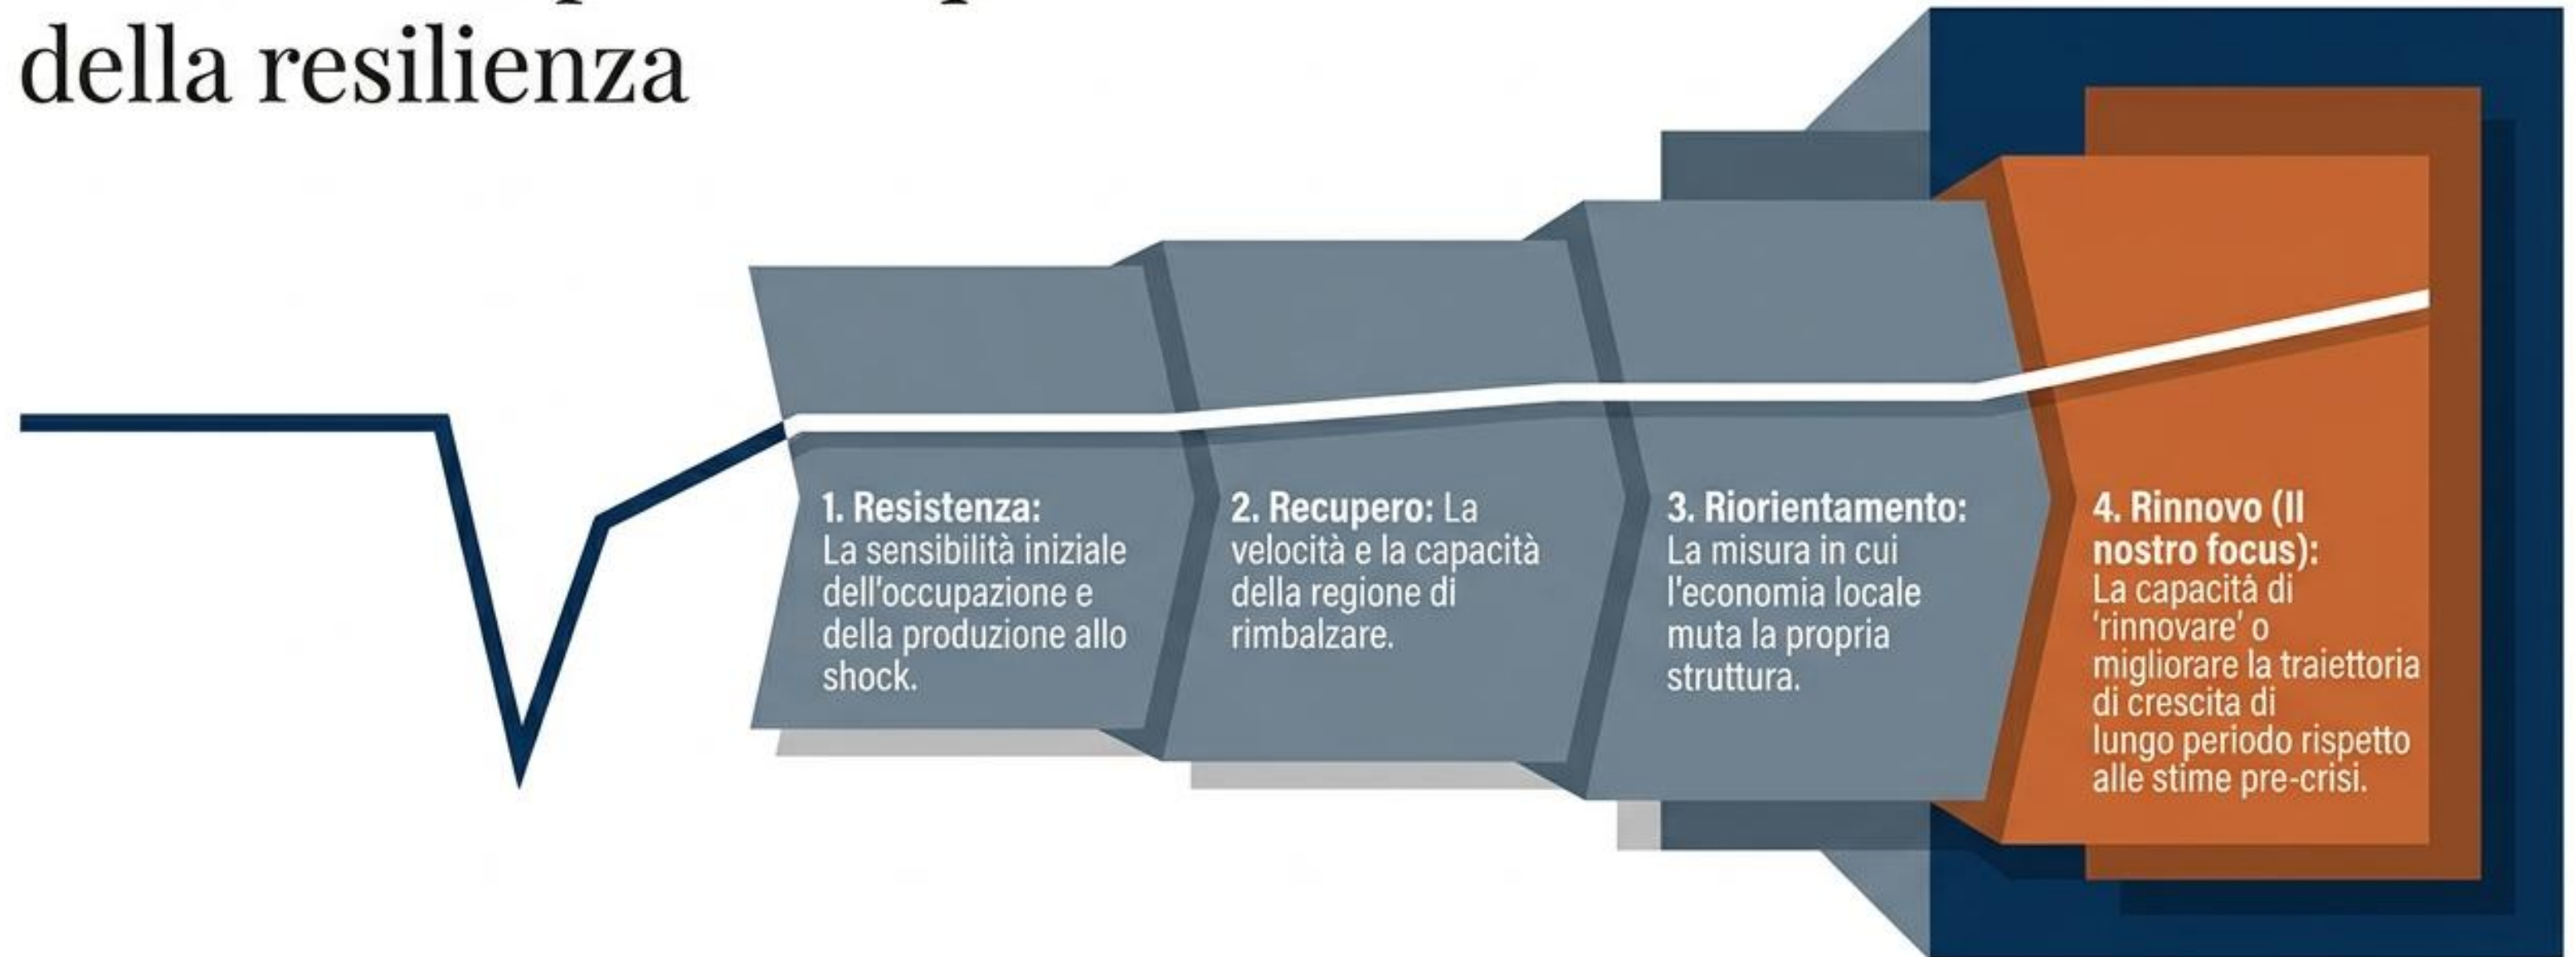 della resilienza
1. Resistenza:
La sensibilità iniziale
dell'occupazione e
della produzione allo
shock.
2. Recupero: La
velocità e la capacità
della regione di
rimbalzare.
3. Riorientamento:
La misura in cui
l'economia locale
muta la propria
struttura.
4. Rinnovo (Il
nostro focus):
La capacità di
'rinnovare' o
migliorare la traiettoria
di crescita di
lungo periodo rispetto
alle stime pre-crisi.